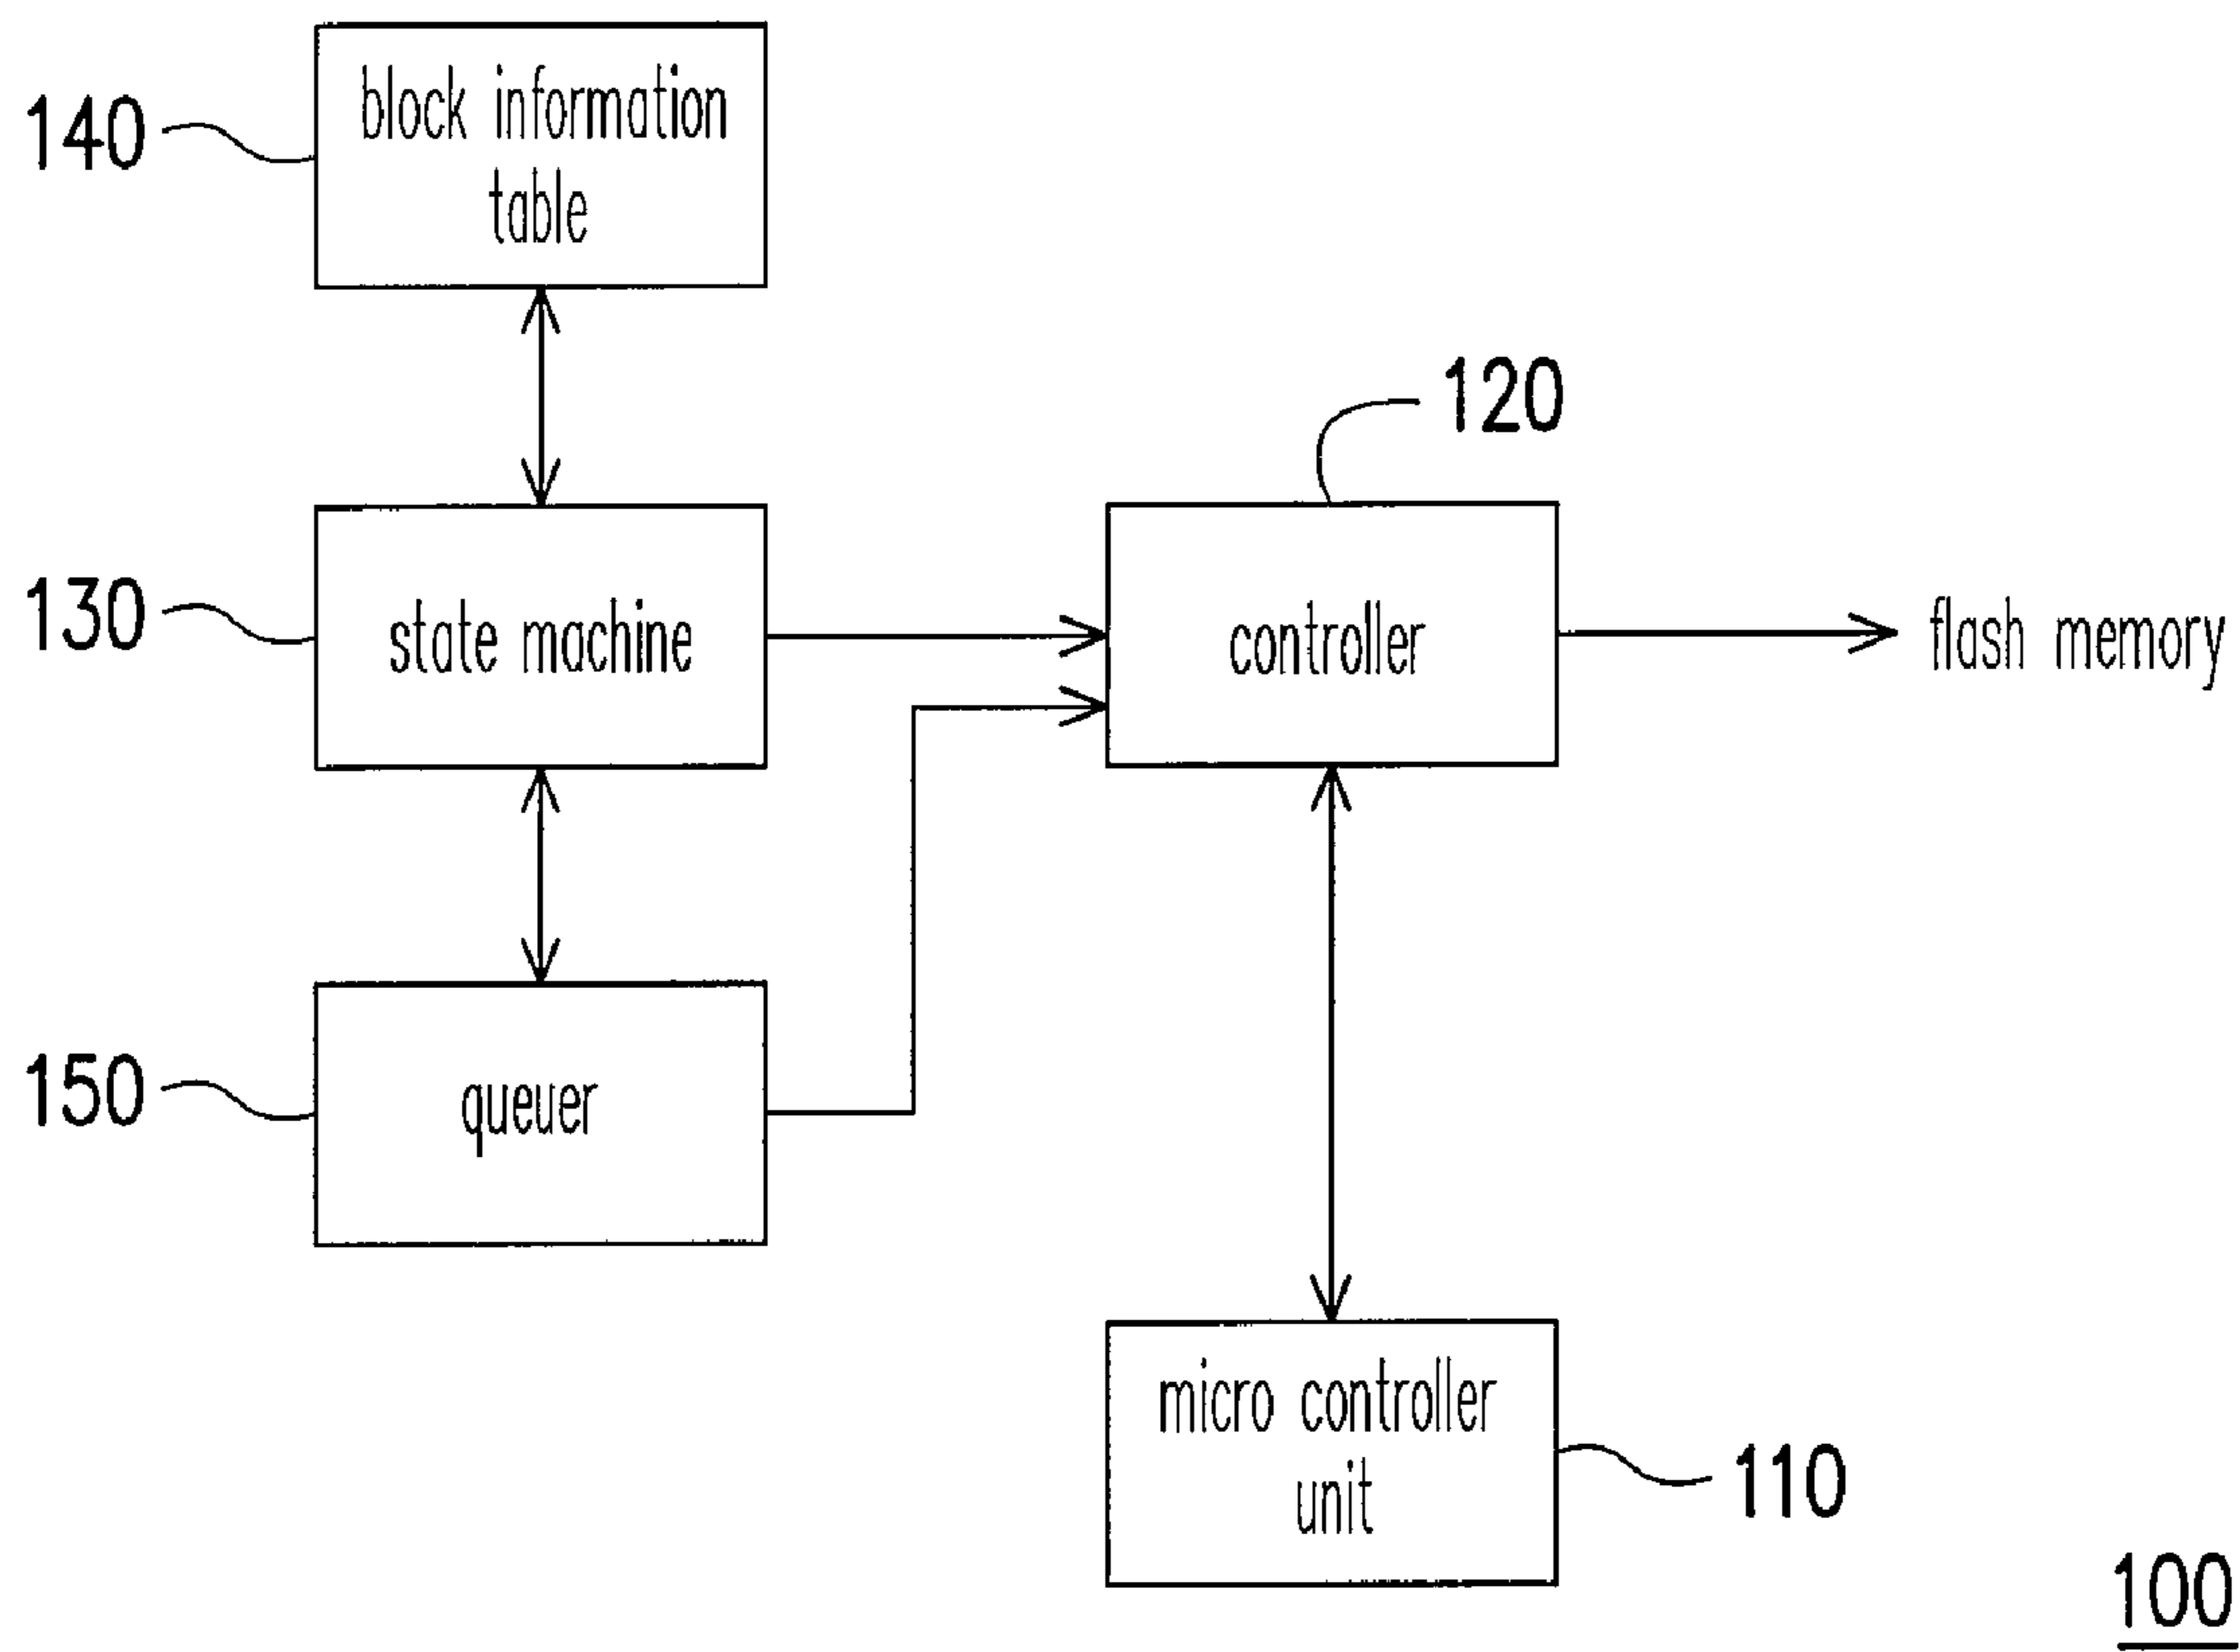 140
block information
table
120
130
state machine
controller
flash memory
150
queuer
micro controller
unit
110
100